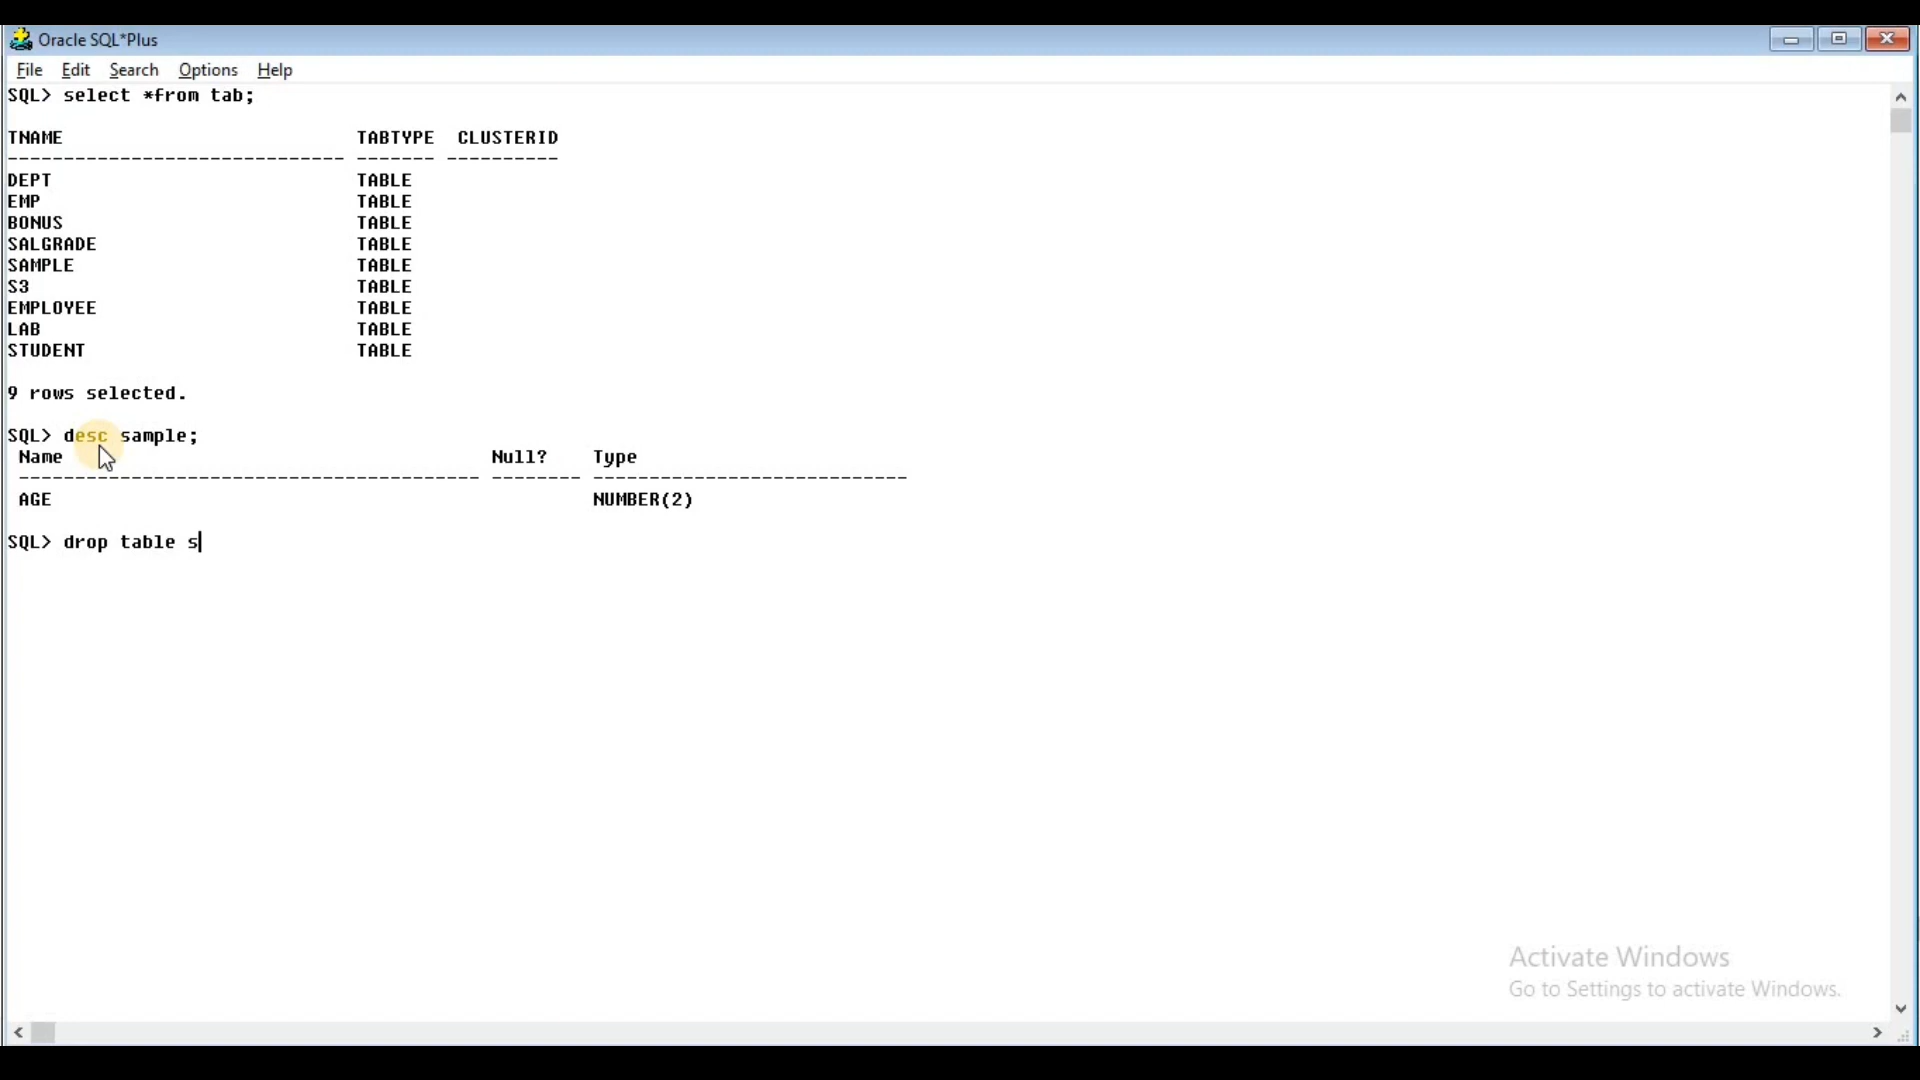 Oracle SQL*Plus
File Edit Search Options Help
SQL> select *from tab;
TNAME TABTYPE CLUSTERID
------------------------------ ------- ----------
DEPT TABLE
EMP TABLE
BONUS TABLE
SALGRADE TABLE
SAMPLE TABLE
S3 TABLE
EMPLOYEE TABLE
LAB TABLE
STUDENT TABLE
9 rows selected.
SQL> desc sample;
Name Null? Type
----------------------------------------- -------- ----------------------------
AGE NUMBER(2)
SQL> drop table s
Activate Windows
Go to Settings to activate Windows.